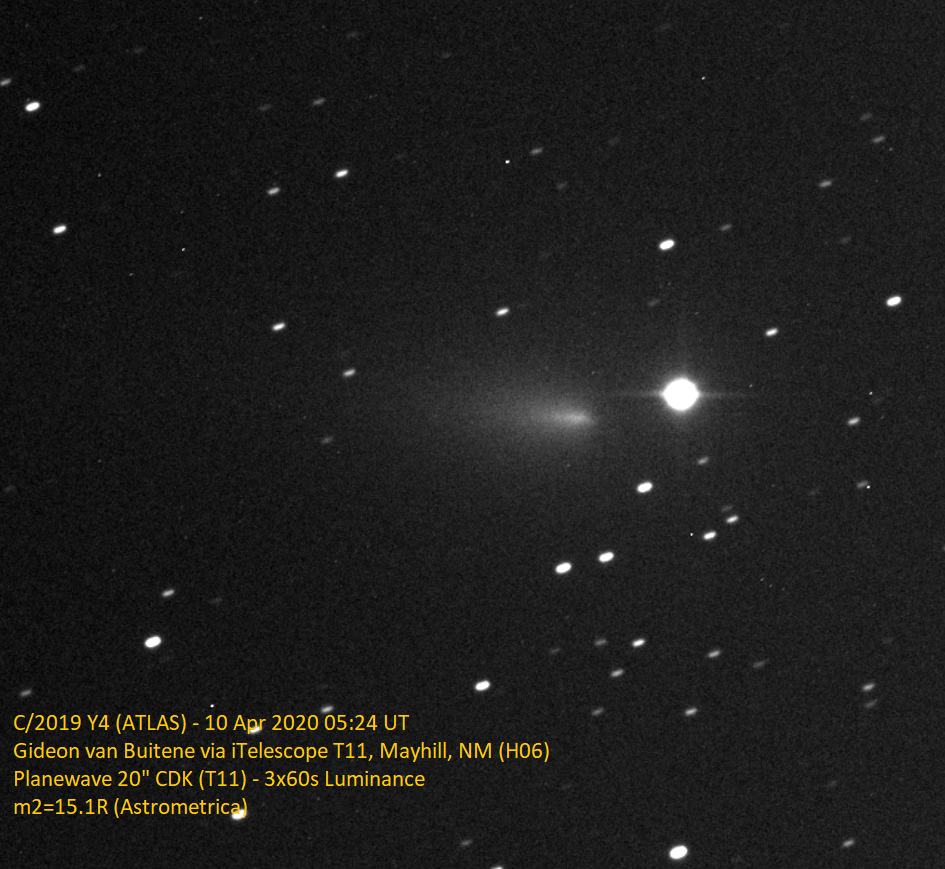 C/2019 Y4 (ATLAS) - 10 Apr 2020 05:24 UT
Gideon van Buitene via iTelescope T11, Mayhill, NM (H06)
Planewave 20" CDK (T11) - 3x60s Luminance
m2=15.1R (Astrometrica)